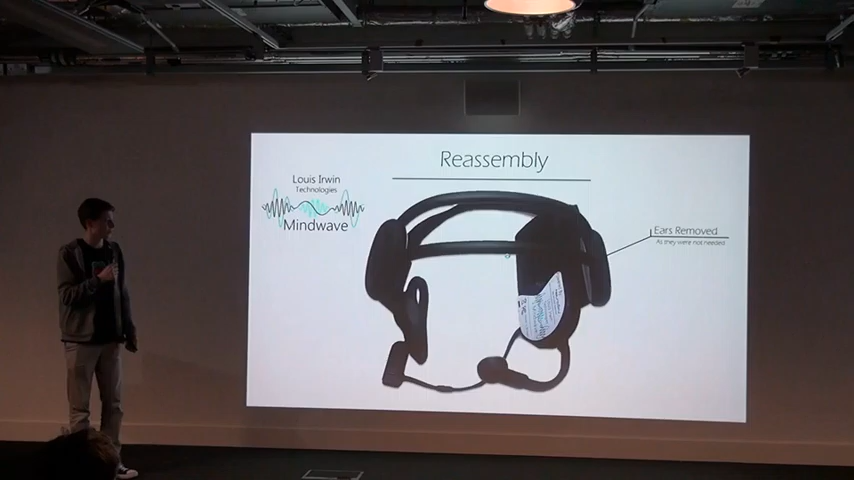 Reassembly
Louis Irwin
Technologies
Mindwave
Ears Removed
As they were not needed